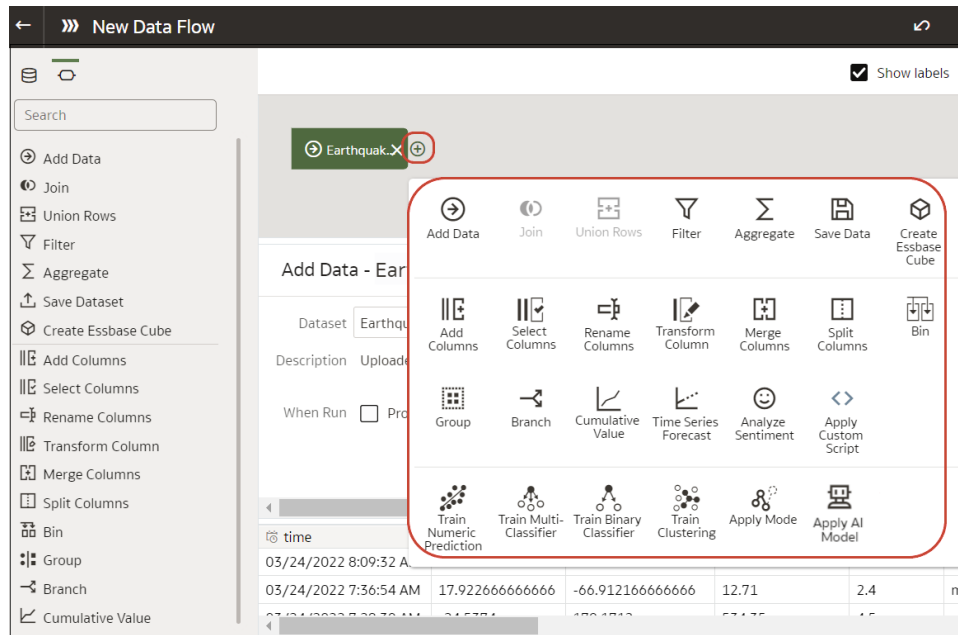 New Data Flow
Show labels
Search
Add Data
Join
Union Rows
Filter
Aggregate
Save Dataset
Create Essbase Cube
Add Columns
Select Columns
Rename Columns
Transform Column
Merge Columns
Split Columns
Bin
Group
Branch
Cumulative Value
Earthquak..
Add Data
Join
Union Rows
Filter
Aggregate
Save Data
Create
Essbase
Cube
Add
Columns
Select
Columns
Rename
Columns
Transform
Column
Merge
Columns
Split
Columns
Bin
Group
Branch
Cumulative
Value
Time Series
Forecast
Analyze
Sentiment
Apply
Custom
Script
Train
Numeric
Prediction
Train Multi-
Classifier
Train Binary
Classifier
Train
Clustering
Apply Mode
Apply AI
Model
Add Data - Ear
Dataset Earthqu
Description Uploade
When Run Pro
time
03/24/2022 8:09:32 A
03/24/2022 7:36:54 AM 17.922666666666 -66.912166666666 12.71 2.4